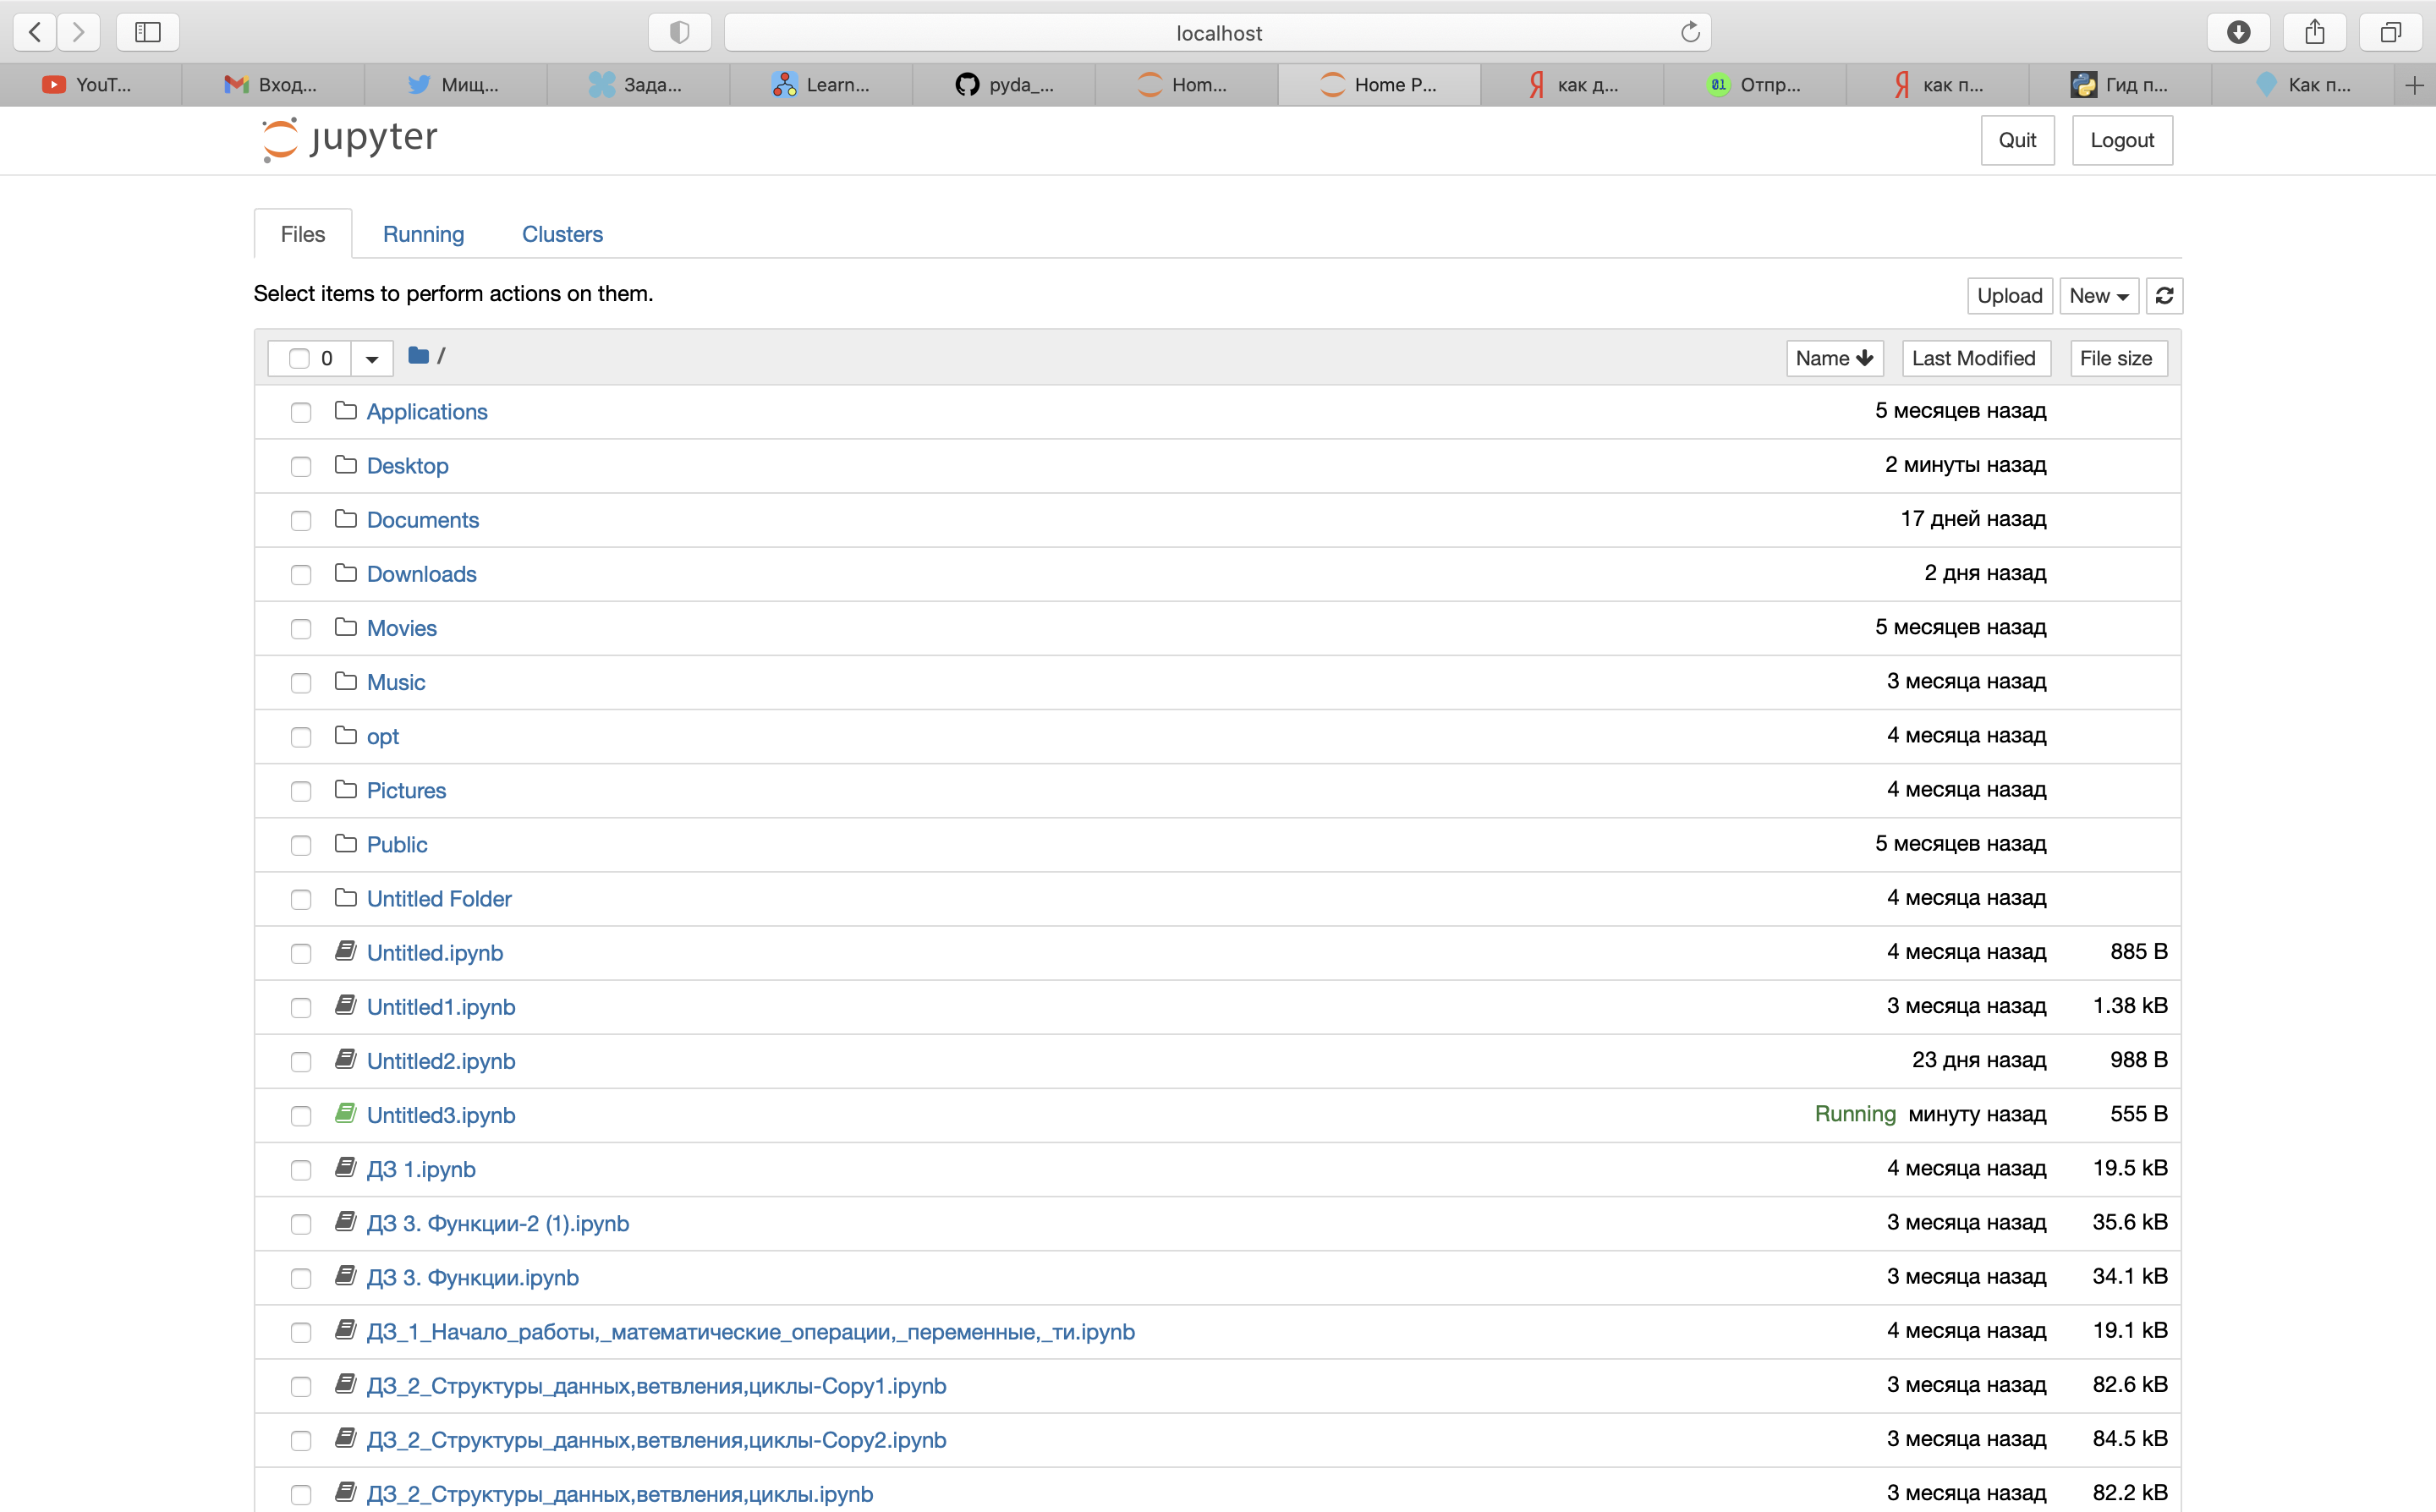 localhost
YouT...
Вход...
Мищ...
Зада...
Learn...
pyda_...
Hom...
Home P...
как д...
Отпр...
как п...
Гид п...
Как п...
jupyter
Quit
Logout
Files
Running
Clusters
Select items to perform actions on them.
Upload
New
0
/
Name
Last Modified
File size
Applications 5 месяцев назад
Desktop 2 минуты назад
Documents 17 дней назад
Downloads 2 дня назад
Movies 5 месяцев назад
Music 3 месяца назад
opt 4 месяца назад
Pictures 4 месяца назад
Public 5 месяцев назад
Untitled Folder 4 месяца назад
Untitled.ipynb 4 месяца назад 885 B
Untitled1.ipynb 3 месяца назад 1.38 kB
Untitled2.ipynb 23 дня назад 988 B
Untitled3.ipynb Running минуту назад 555 B
ДЗ 1.ipynb 4 месяца назад 19.5 kB
ДЗ 3. Функции-2 (1).ipynb 3 месяца назад 35.6 kB
ДЗ 3. Функции.ipynb 3 месяца назад 34.1 kB
ДЗ_1_Начало_работы,_математические_операции,_переменные,_ти.ipynb 4 месяца назад 19.1 kB
ДЗ_2_Структуры_данных,ветвления,циклы-Copy1.ipynb 3 месяца назад 82.6 kB
ДЗ_2_Структуры_данных,ветвления,циклы-Copy2.ipynb 3 месяца назад 84.5 kB
ДЗ_2_Структуры_данных,ветвления,циклы.ipynb 3 месяца назад 82.2 kB